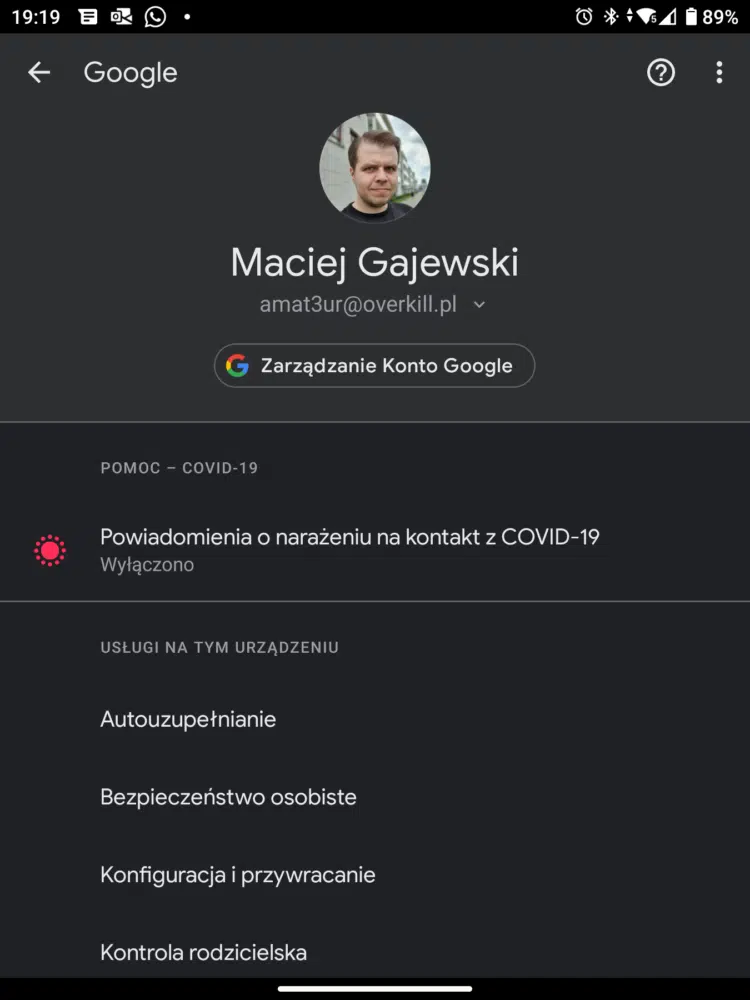 19:19
89%
Google
Maciej Gajewski
amat3ur@overkill.pl
Zarządzanie Konto Google
POMOC – COVID-19
Powiadomienia o narażeniu na kontakt z COVID-19
Wyłączono
USŁUGI NA TYM URZĄDZENIU
Autouzupełnianie
Bezpieczeństwo osobiste
Konfiguracja i przywracanie
Kontrola rodzicielska